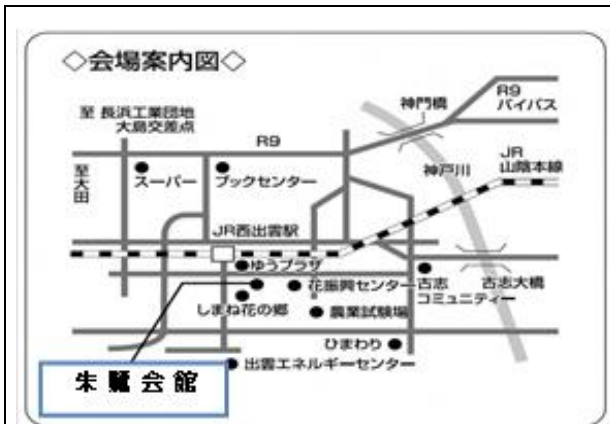 ◇会場案内図◇
至 長浜工業団地
大島交差点
R9
バイパス
神門橋
R9
至大田
スーパー
ブックセンター
神戸川
JR
山陰本線
JR西出雲駅
ゆうプラザ
花振興センター
古志
コミュニティー
古志大橋
しまね花の郷
農業試験場
ひまわり
出雲エネルギーセンター
朱鷺会館